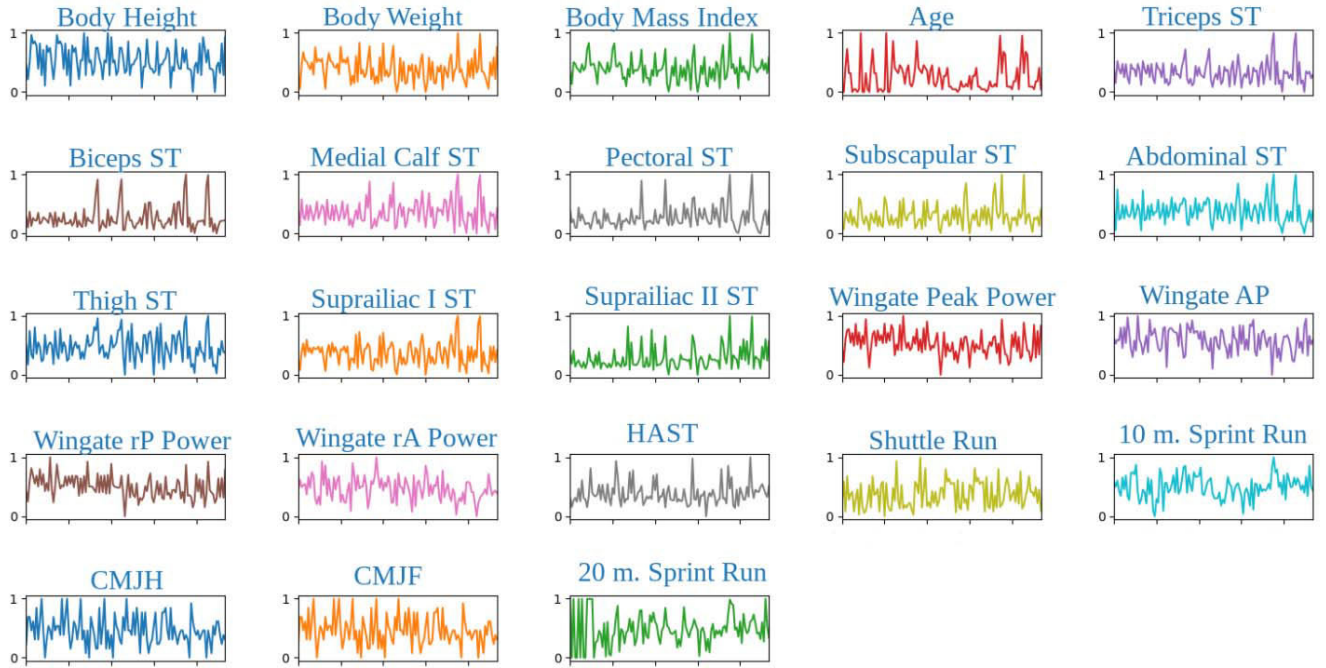 Body Height Body Weight Body Mass Index Age Triceps ST
1 1 1 1 1
0 0 0 0 0
Biceps ST Medial Calf ST Pectoral ST Subscapular ST Abdominal ST
1 1 1 1 1
0 0 0 0 0
Thigh ST Suprailiac I ST Suprailiac II ST Wingate Peak Power Wingate AP
1 1 1 1 1
0 0 0 0 0
Wingate rP Power Wingate rA Power HAST Shuttle Run 10 m. Sprint Run
1 1 1 1 1
0 0 0 0 0
CMJH CMJF 20 m. Sprint Run
1 1 1
0 0 0